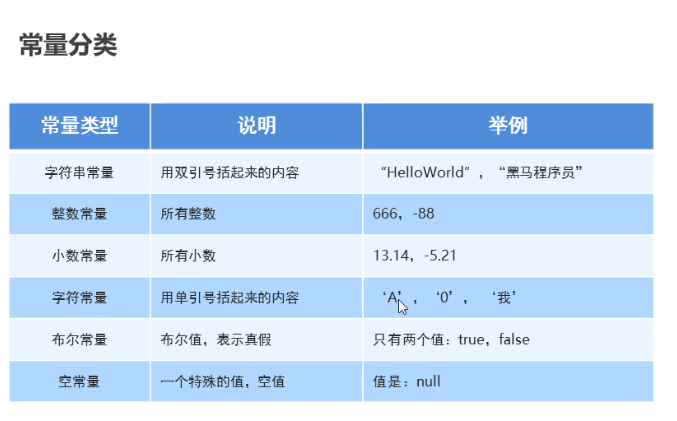 常量分类
常量类型 说明 举例
字符串常量 用双引号括起来的内容 “HelloWorld”，“黑马程序员”
整数常量 所有整数 666，-88
小数常量 所有小数 13.14，-5.21
字符常量 用单引号括起来的内容 ‘A’，‘0’，‘我’
布尔常量 布尔值，表示真假 只有两个值：true，false
空常量 一个特殊的值，空值 值是：null